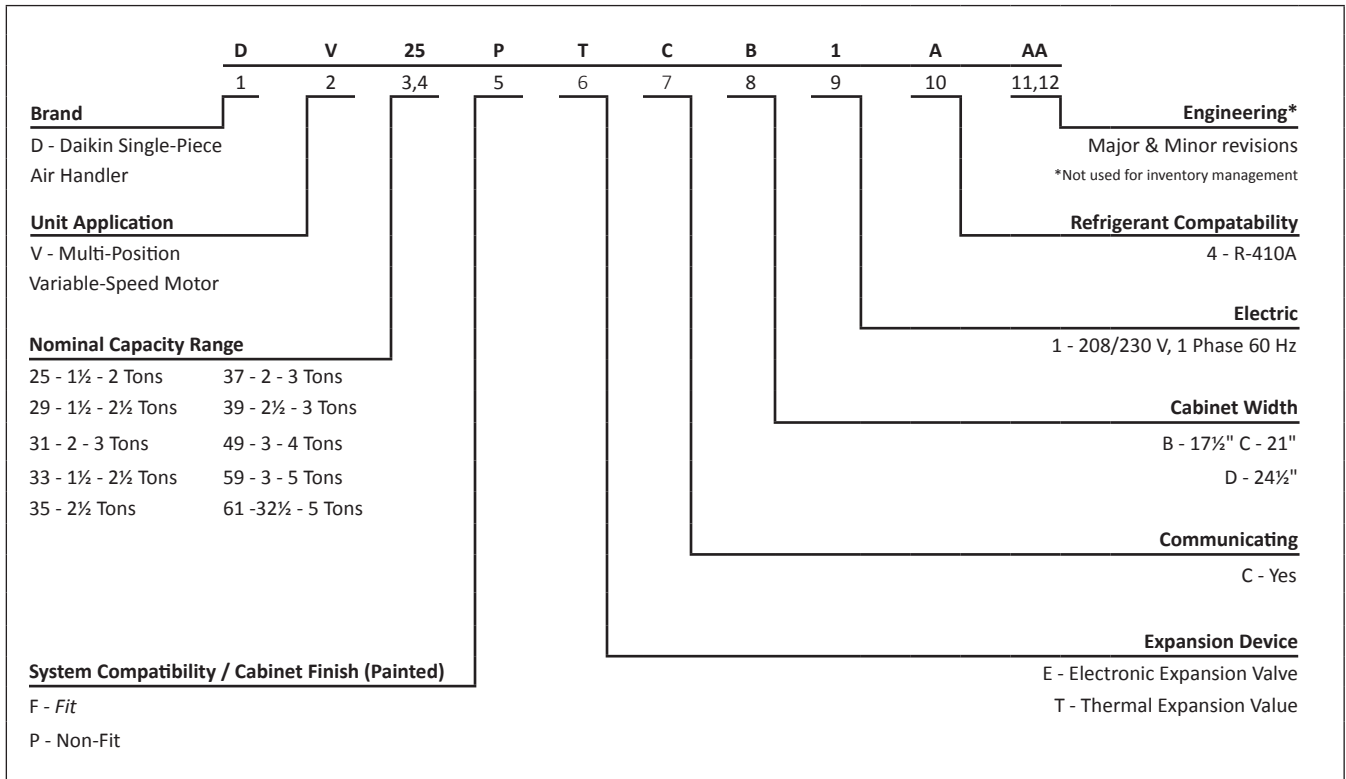 D V 25 P T C B 1 A AA
1 2 3,4 5 6 7 8 9 10 11,12
Brand
D - Daikin Single-Piece
Air Handler
Unit Application
V - Multi-Position
Variable-Speed Motor
Nominal Capacity Range
25 - 1½ - 2 Tons 37 - 2 - 3 Tons
29 - 1½ - 2½ Tons 39 - 2½ - 3 Tons
31 - 2 - 3 Tons 49 - 3 - 4 Tons
33 - 1½ - 2½ Tons 59 - 3 - 5 Tons
35 - 2½ Tons 61 -32½ - 5 Tons
System Compatibility / Cabinet Finish (Painted)
F - Fit
P - Non-Fit
Engineering*
Major & Minor revisions
*Not used for inventory management
Refrigerant Compatability
4 - R-410A
Electric
1 - 208/230 V, 1 Phase 60 Hz
Cabinet Width
B - 17½" C - 21"
D - 24½"
Communicating
C - Yes
Expansion Device
E - Electronic Expansion Valve
T - Thermal Expansion Value